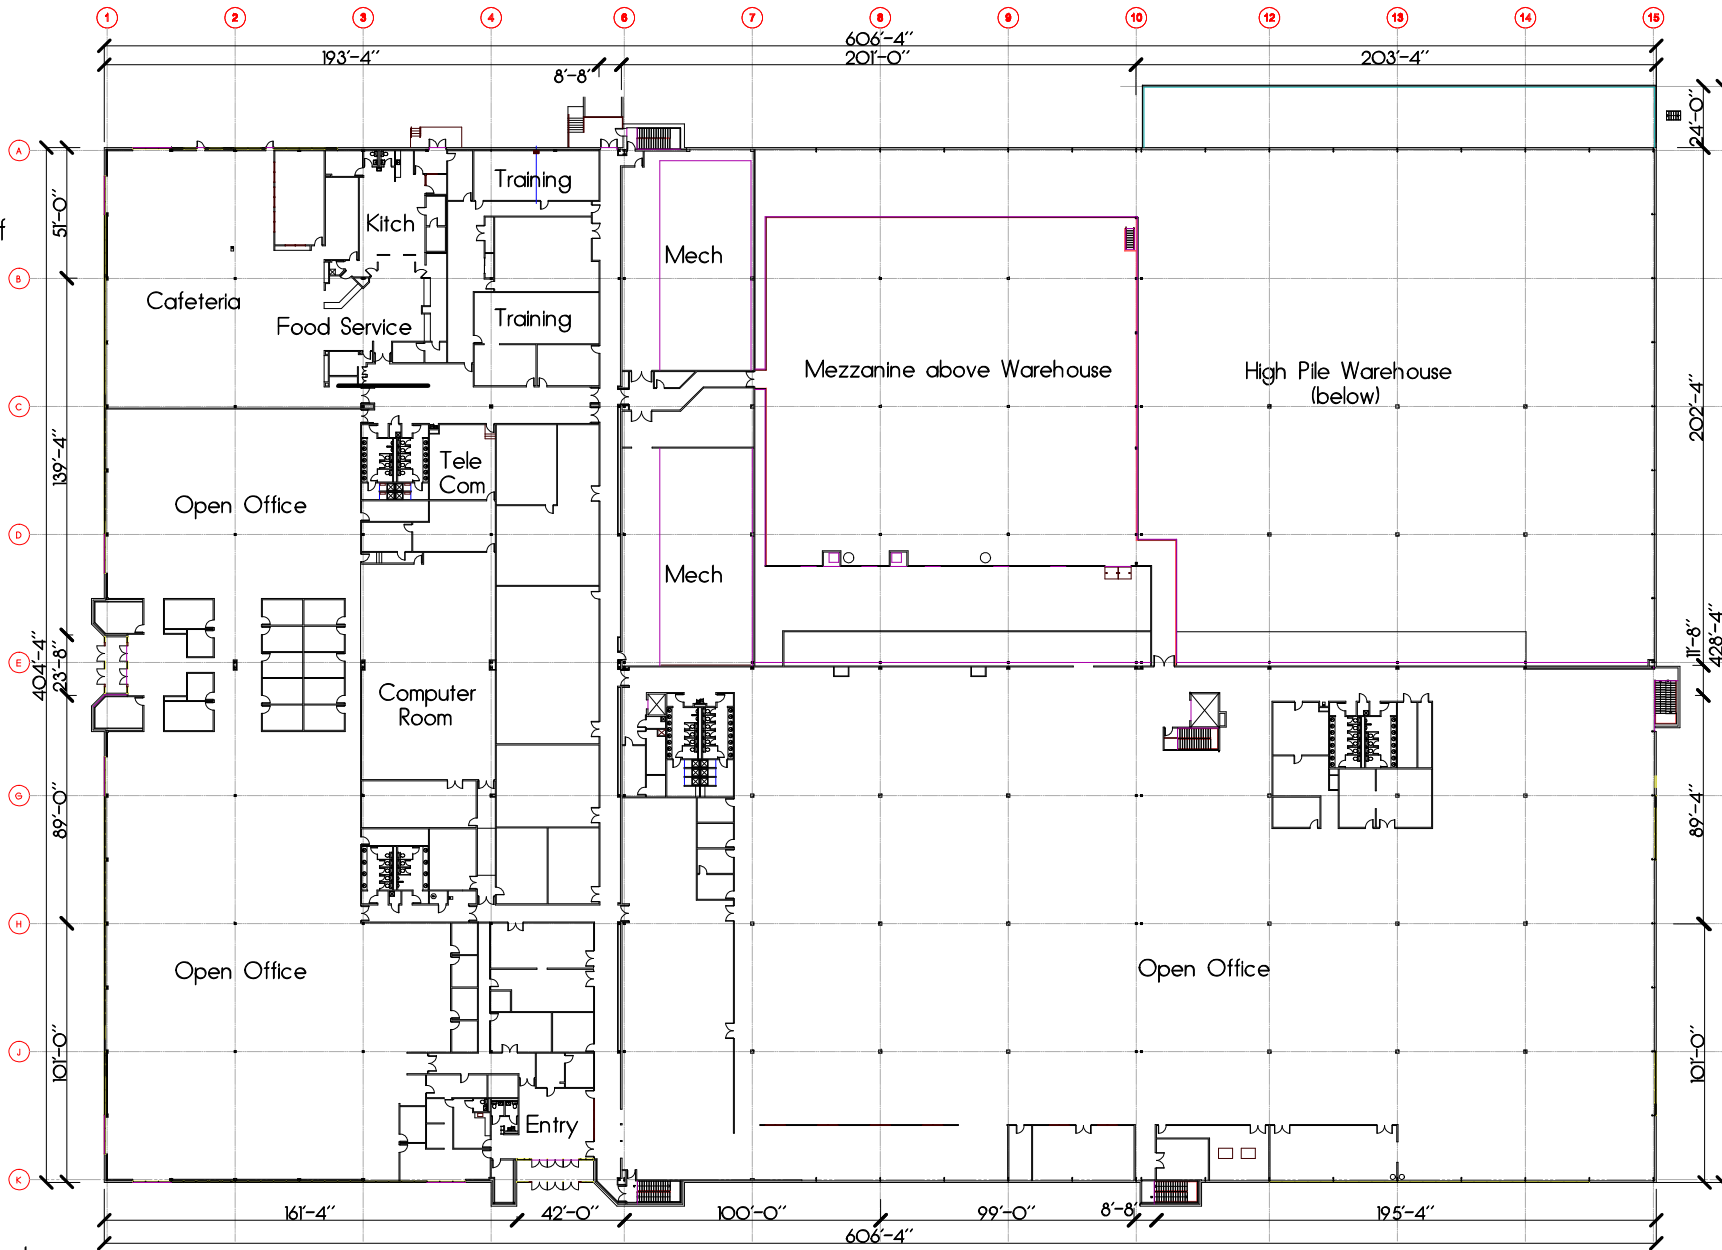 1 2 3 4 6 7 8 9 10 12 13 14 15
606'-4"
193'-4" 201'-0" 203'-4"
8'-8"
24'-0"
A
Training
51'-0"
Kitch
Mech
B
Cafeteria
Food Service
Training
Mezzanine above Warehouse
High Pile Warehouse
(below)
C
202'-4"
139'-4"
Tele
Com
Open Office
D
Mech
E
404'-4"
23'-8"
11'-8"
428'-4"
Computer
Room
G
89'-0"
89'-4"
H
Open Office
Open Office
J
101'-0"
101'-0"
Entry
K
161'-4" 42'-0" 100'-0" 99'-0" 8'-8" 195'-4"
606'-4"